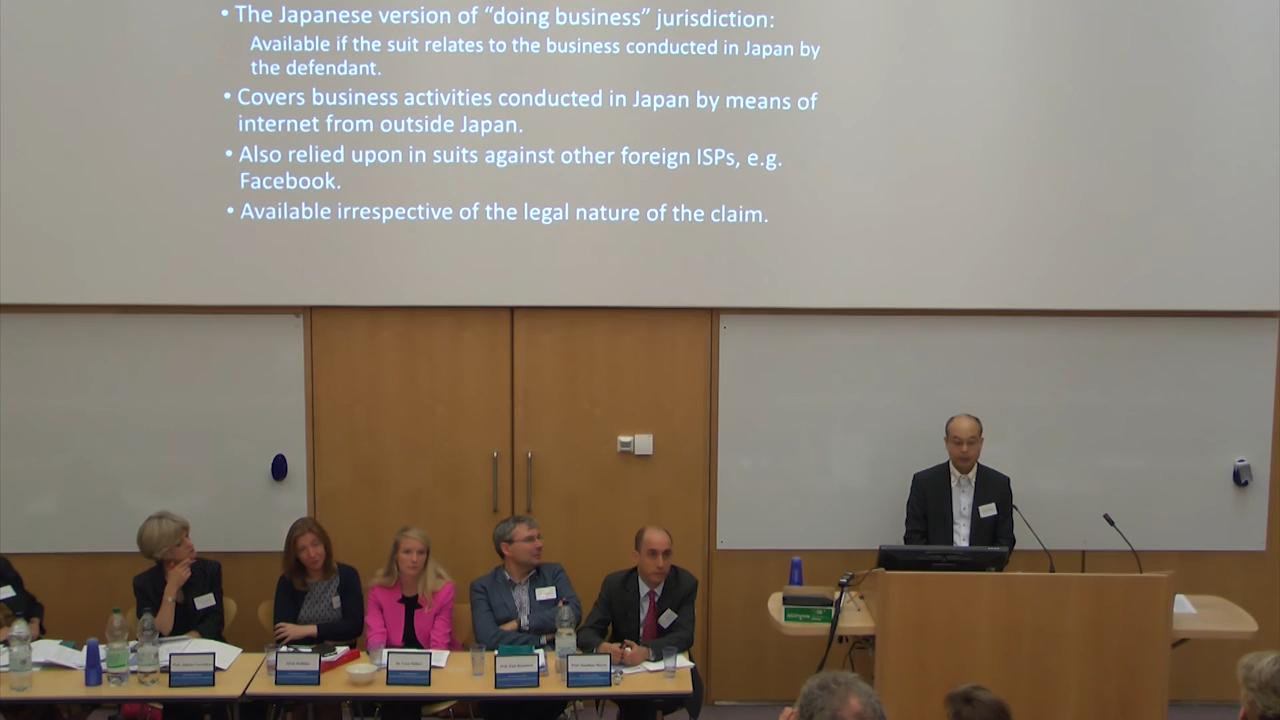 • The Japanese version of “doing business” jurisdiction:
Available if the suit relates to the business conducted in Japan by
the defendant.
• Covers business activities conducted in Japan by means of
internet from outside Japan.
• Also relied upon in suits against other foreign ISPs, e.g.
Facebook.
• Available irrespective of the legal nature of the claim.